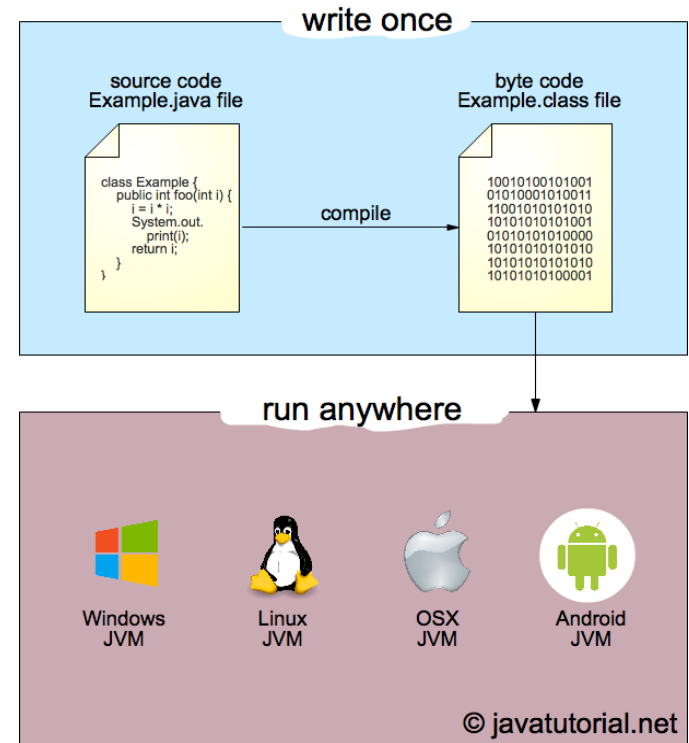 write once
source code
Example.java file
byte code
Example.class file
class Example {
public int foo(int i) {
i = i * i;
System.out.
print(i);
return i;
}
}
compile
10010100101001
01010001010011
11001010101010
10101010101001
01010101010000
10101010101010
10101010101010
10101010100001
run anywhere
Windows
JVM
Linux
JVM
OSX
JVM
Android
JVM
© javatutorial.net